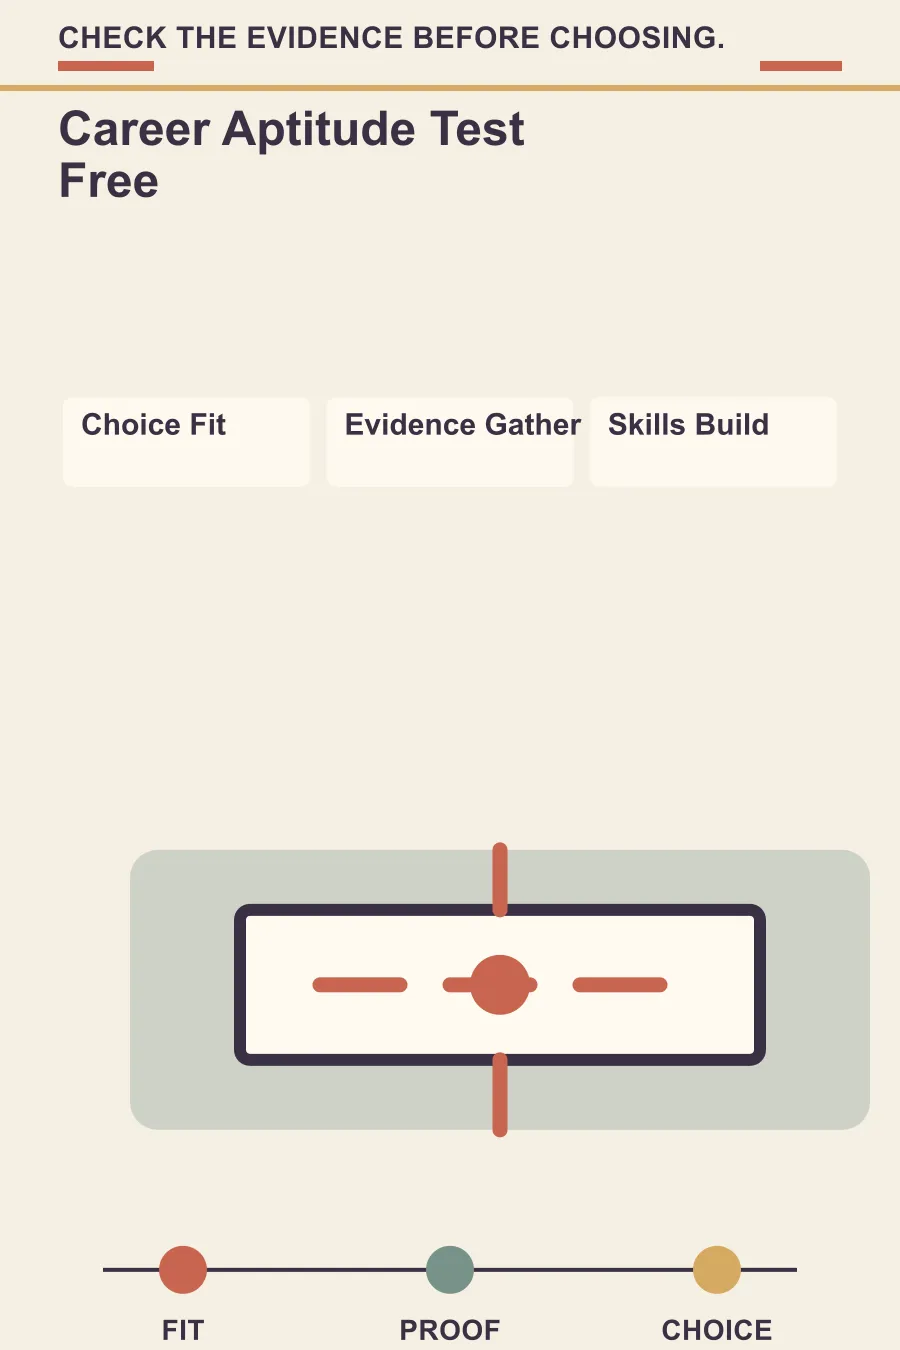 CHECK THE EVIDENCE BEFORE CHOOSING.
Career Aptitude Test
Free
Choice Fit
Evidence Gather
Skills Build
FIT
PROOF
CHOICE